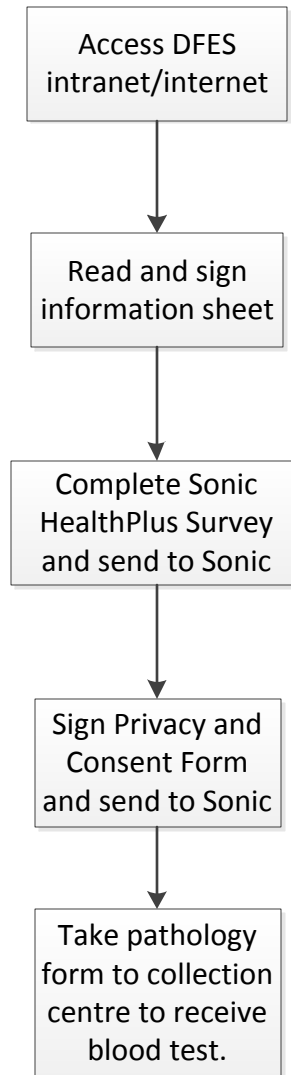 Access DFES
intranet/internet
Read and sign
information sheet
Complete Sonic
HealthPlus Survey
and send to Sonic
Sign Privacy and
Consent Form
and send to Sonic
Take pathology
form to collection
centre to receive
blood test.